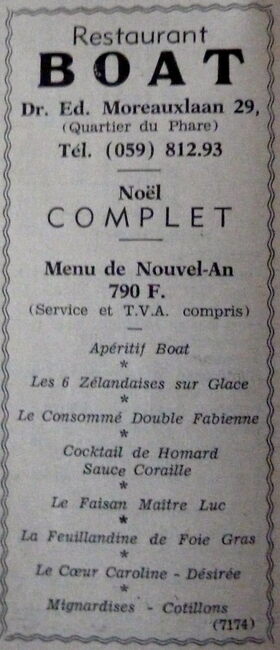 Restaurant
BOAT
Dr. Ed. Moreauxlaan 29,
(Quartier du Phare)
Tél. (059) 812.93
Noël
COMPLET
Menu de Nouvel-An
790 F.
(Service et T.V.A. compris)
Apéritif Boat
*
Les 6 Zélandaises sur Glace
*
Le Consommé Double Fabienne
*
Cocktail de Homard
Sauce Coraille
*
Le Faisan Maître Luc
*
La Feuillandine de Foie Gras
*
Le Cœur Caroline - Désirée
*
Mignardises - Cotillons
(7174)